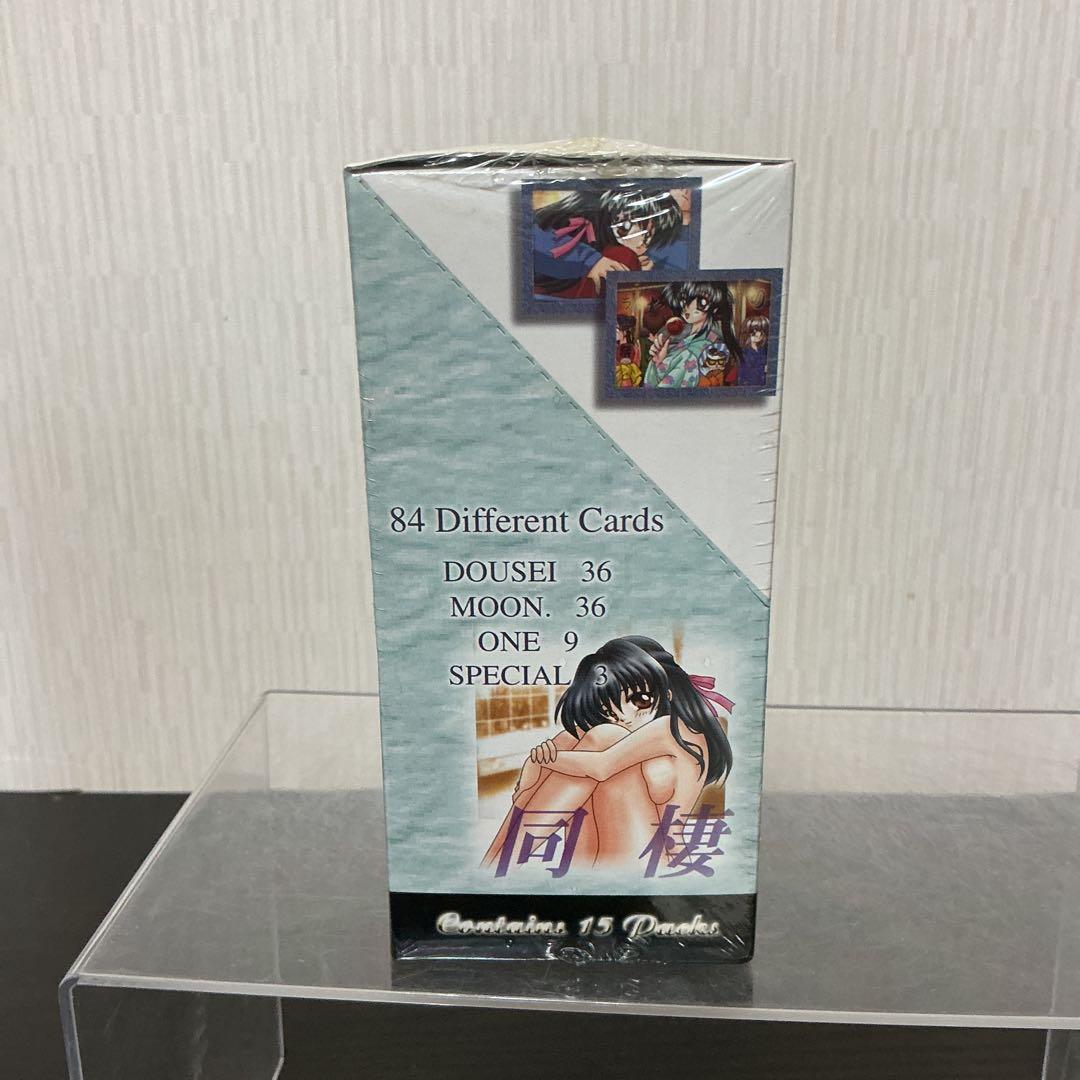 84 Different Cards
DOUSEI 36
MOON. 36
ONE 9
SPECIAL 3
同棲
Contains 15 Packs